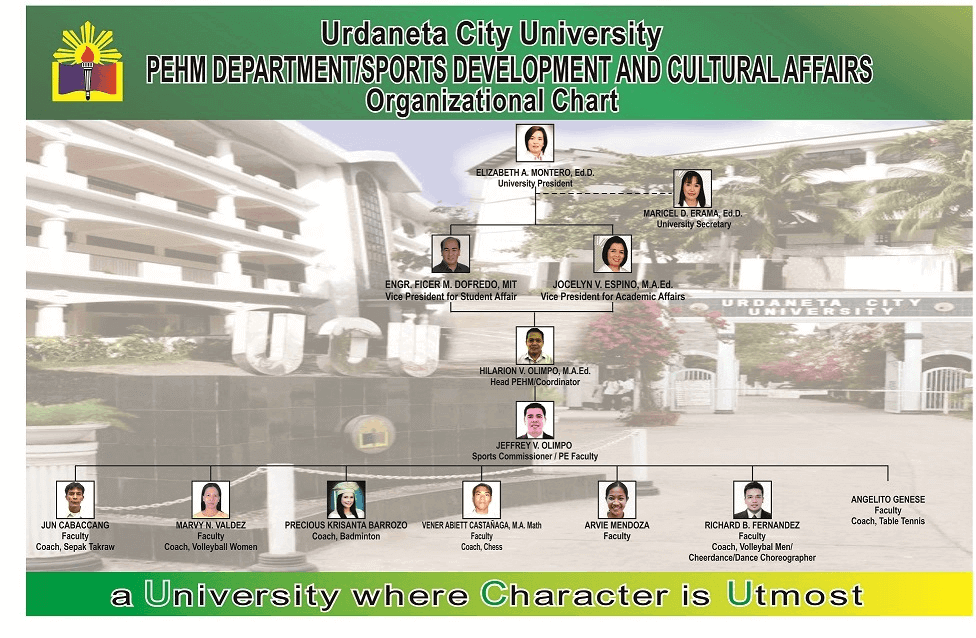 Urdaneta City University
PEHM DEPARTMENT/SPORTS DEVELOPMENT AND CULTURAL AFFAIRS
Organizational Chart
ELIZABETH A. MONTERO, Ed.D.
University President
MARICEL D. ERAMA, Ed.D.
University Secretary
ENGR. FICER M. DOFREDO, MIT
Vice President for Student Affair
JOCELYN V. ESPINO, M.A.Ed.
Vice President for Academic Affairs
URDANETA CITY
UNIVERSITY
UCU
HILARION V. OLIMPO, M.A.Ed.
Head PEHM/Coordinator
JEFFREY V. OLIMPO
Sports Commissioner / PE Faculty
JUN CABACCANG
Faculty
Coach, Sepak Takraw
MARVY N. VALDEZ
Faculty
Coach, Volleyball Women
PRECIOUS KRISANTA BARROZO
Coach, Badminton
VENER ABIETT CASTAÑAGA, M.A. Math
Faculty
Coach, Chess
ARVIE MENDOZA
Faculty
RICHARD B. FERNANDEZ
Faculty
Coach, Volleybal Men/
Cheerdance/Dance Choreographer
ANGELITO GENESE
Faculty
Coach, Table Tennis
a University where Character is Utmost